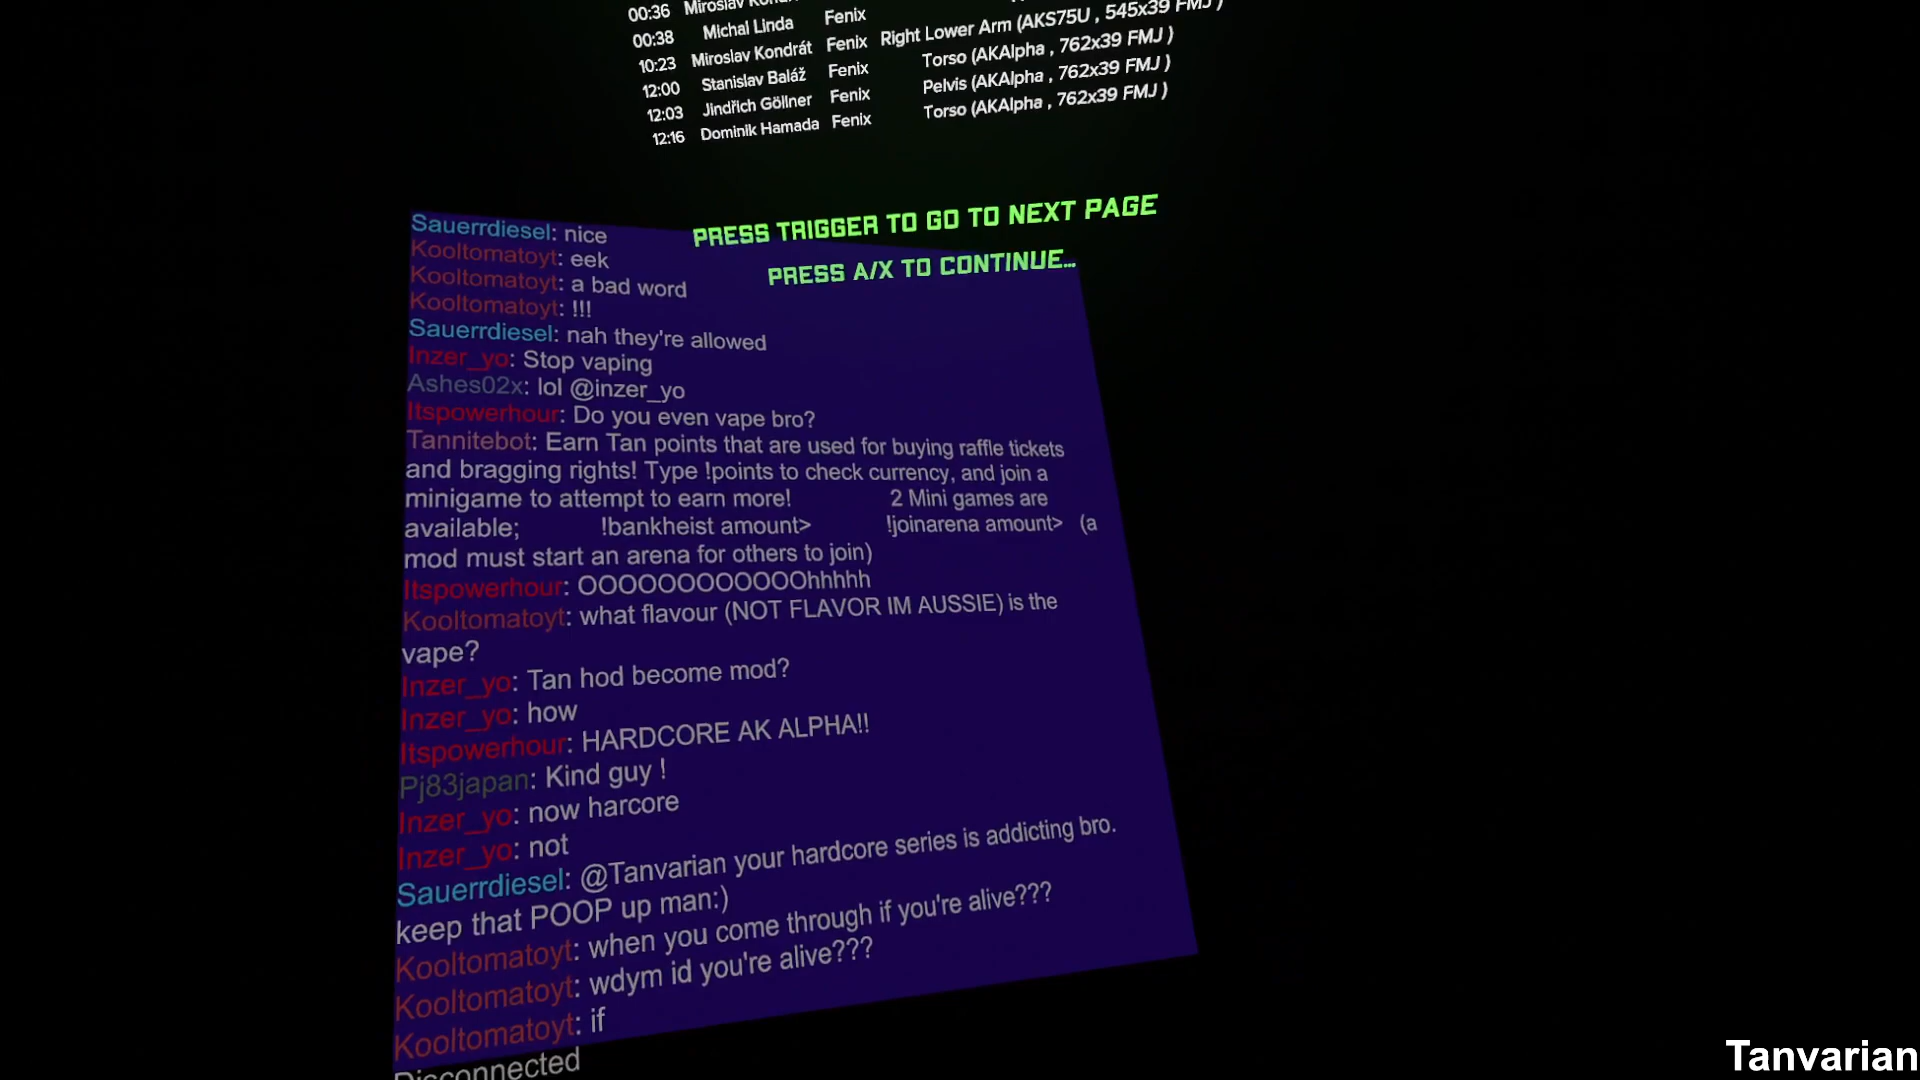 00:36 Miroslav
00:38 Michal Linda Fenix
10:23 Miroslav Kondrát Fenix Right Lower Arm (AKS75U , 545x39 FMJ )
12:00 Stanislav Baláž Fenix Torso (AKAlpha , 762x39 FMJ )
12:03 Jindřich Göllner Fenix Pelvis (AKAlpha , 762x39 FMJ )
12:16 Dominik Hamada Fenix Torso (AKAlpha , 762x39 FMJ )
PRESS TRIGGER TO GO TO NEXT PAGE
PRESS A/X TO CONTINUE...
Sauerrdiesel: nice
Kooltomatoyt: eek
Kooltomatoyt: a bad word
Kooltomatoyt: !!!
Sauerrdiesel: nah they're allowed
Inzer_yo: Stop vaping
Ashes02x: lol @inzer_yo
Itspowerhour: Do you even vape bro?
Tannitebot: Earn Tan points that are used for buying raffle tickets
and bragging rights! Type !points to check currency, and join a
minigame to attempt to earn more! 2 Mini games are
available; !bankheist amount> !joinarena amount> (a
mod must start an arena for others to join)
Itspowerhour: OOOOOOOOOOOOhhhhh
Kooltomatoyt: what flavour (NOT FLAVOR IM AUSSIE) is the
vape?
Inzer_yo: Tan hod become mod?
Inzer_yo: how
Itspowerhour: HARDCORE AK ALPHA!!
Pj83japan: Kind guy !
Inzer_yo: now harcore
Inzer_yo: not
Sauerrdiesel: @Tanvarian your hardcore series is addicting bro.
keep that POOP up man:)
Kooltomatoyt: when you come through if you're alive???
Kooltomatoyt: wdym id you're alive???
Kooltomatoyt: if
Disconnected
Tanvarian